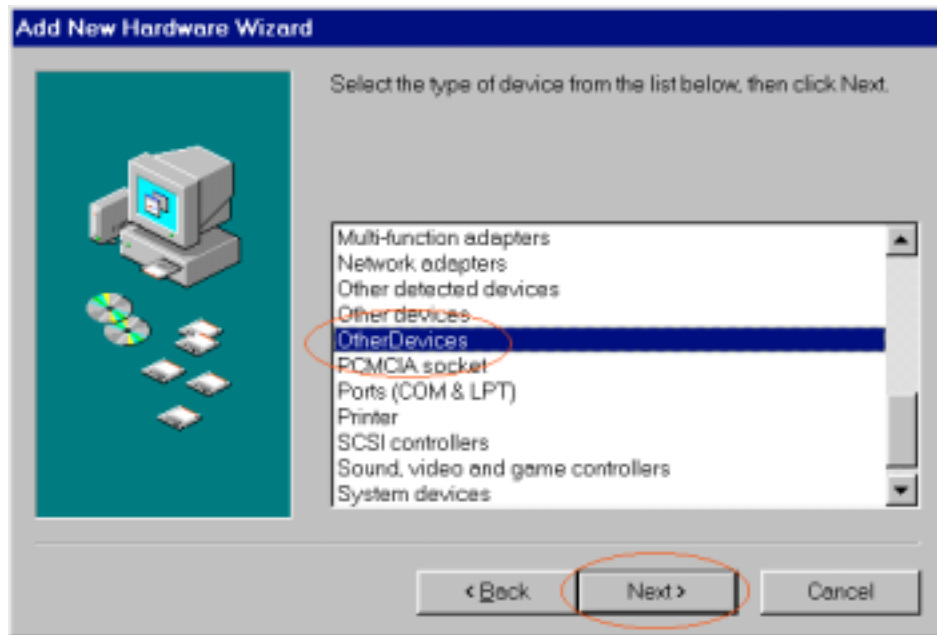 Add New Hardware Wizard
Select the type of device from the list below, then click Next.
Multi-function adapters
Network adapters
Other detected devices
Other devices
OtherDevices
PCMCIA socket
Ports (COM & LPT)
Printer
SCSI controllers
Sound, video and game controllers
System devices
< Back
Next >
Cancel